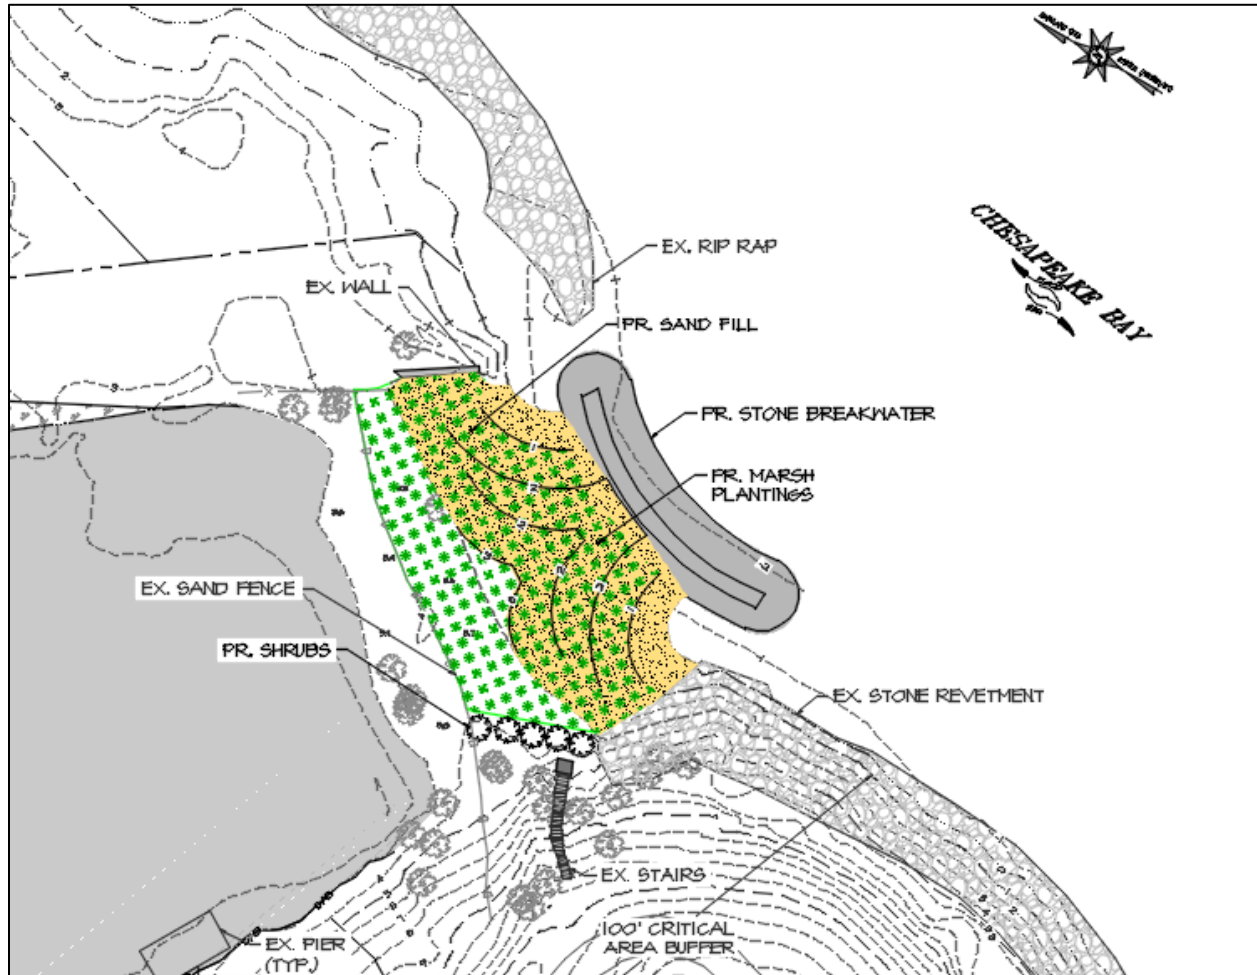 CHESAPEAKE BAY
EX. RIP RAP
EX. WALL
PR. SAND FILL
PR. STONE BREAKWATER
PR. MARSH
PLANTINGS
EX. SAND FENCE
PR. SHRUBS
EX. STONE REVETMENT
EX. STAIRS
100' CRITICAL
AREA BUFFER
EX. PIER
(TYP.)